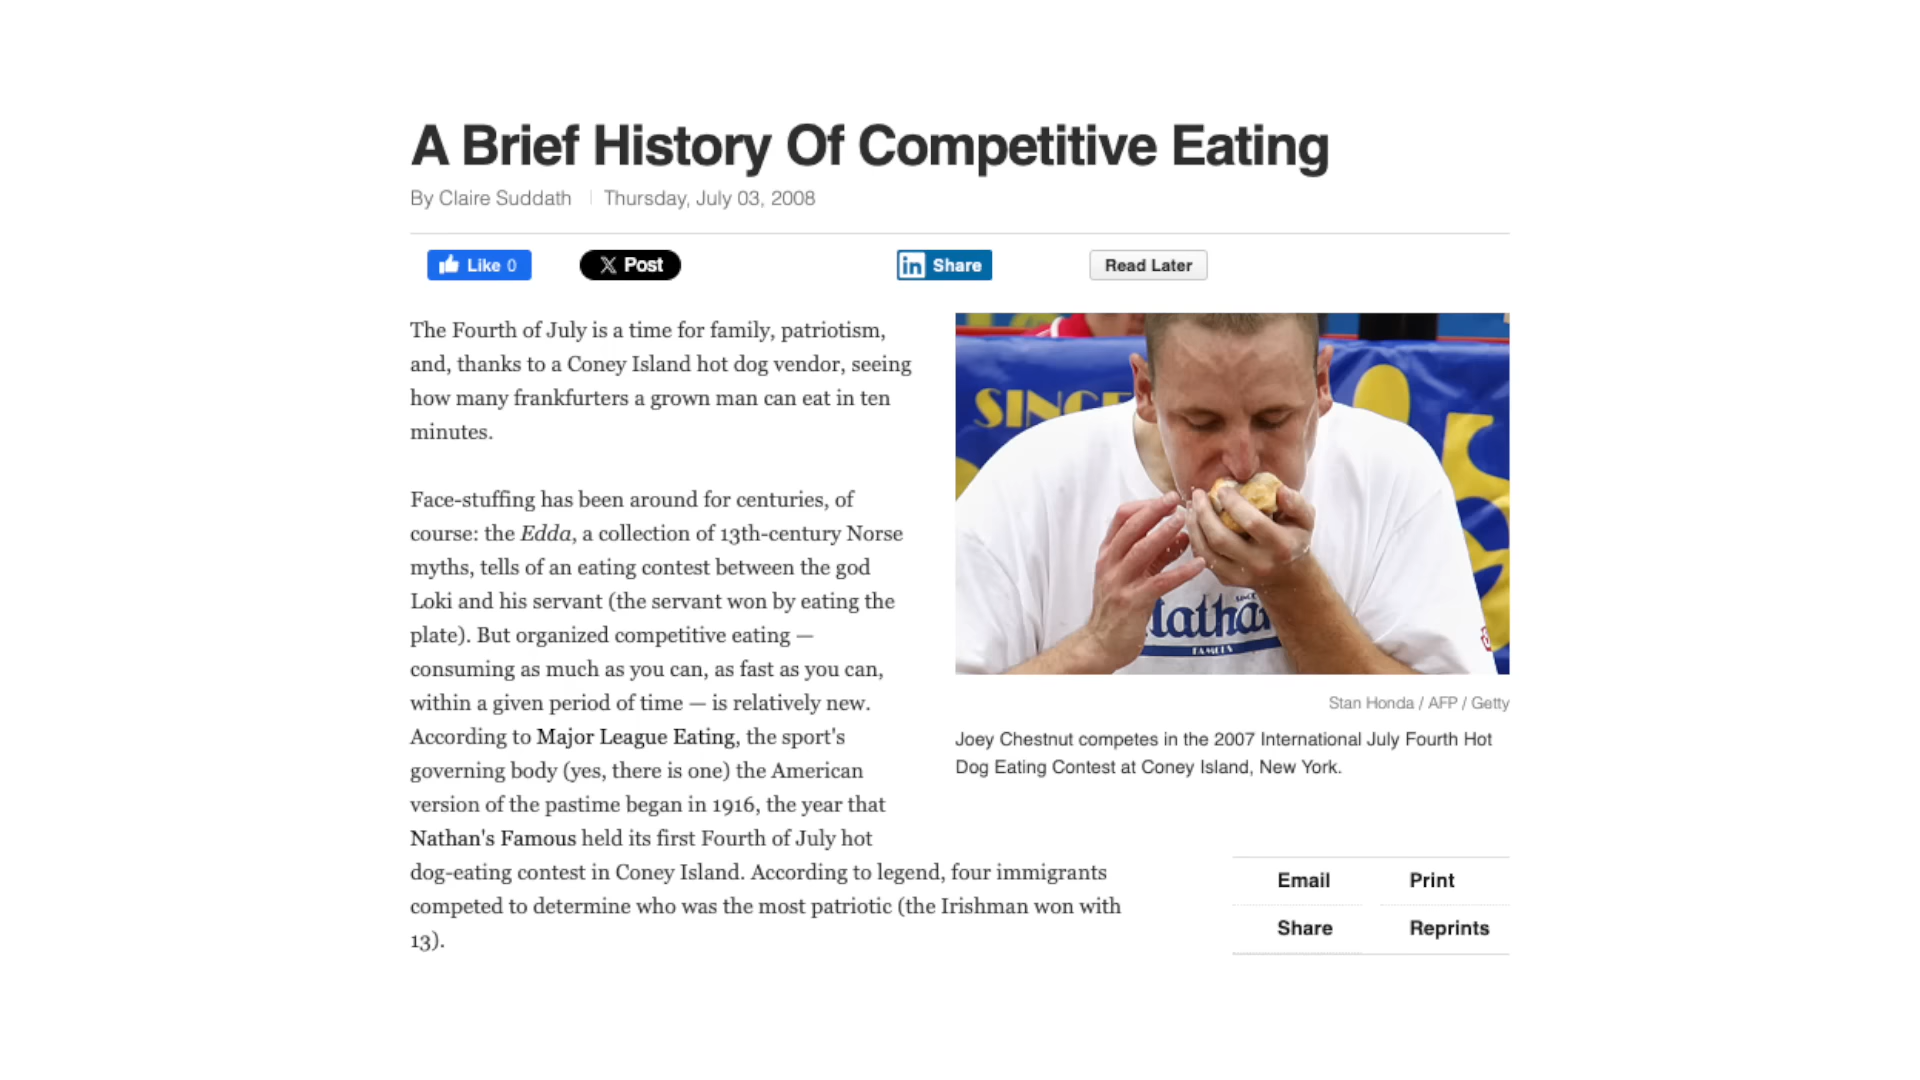 A Brief History Of Competitive Eating
By Claire Suddath | Thursday, July 03, 2008
Like 0
X Post
in Share
Read Later
The Fourth of July is a time for family, patriotism,
and, thanks to a Coney Island hot dog vendor, seeing
how many frankfurters a grown man can eat in ten
minutes.
Face-stuffing has been around for centuries, of
course: the Edda, a collection of 13th-century Norse
myths, tells of an eating contest between the god
Loki and his servant (the servant won by eating the
plate). But organized competitive eating —
consuming as much as you can, as fast as you can,
within a given period of time — is relatively new.
According to Major League Eating, the sport's
governing body (yes, there is one) the American
version of the pastime began in 1916, the year that
Nathan's Famous held its first Fourth of July hot
dog-eating contest in Coney Island. According to legend, four immigrants
competed to determine who was the most patriotic (the Irishman won with
13).
SINCE
SINCE
Nathan
FAMOUS
Stan Honda / AFP / Getty
Joey Chestnut competes in the 2007 International July Fourth Hot
Dog Eating Contest at Coney Island, New York.
Email
Print
Share
Reprints